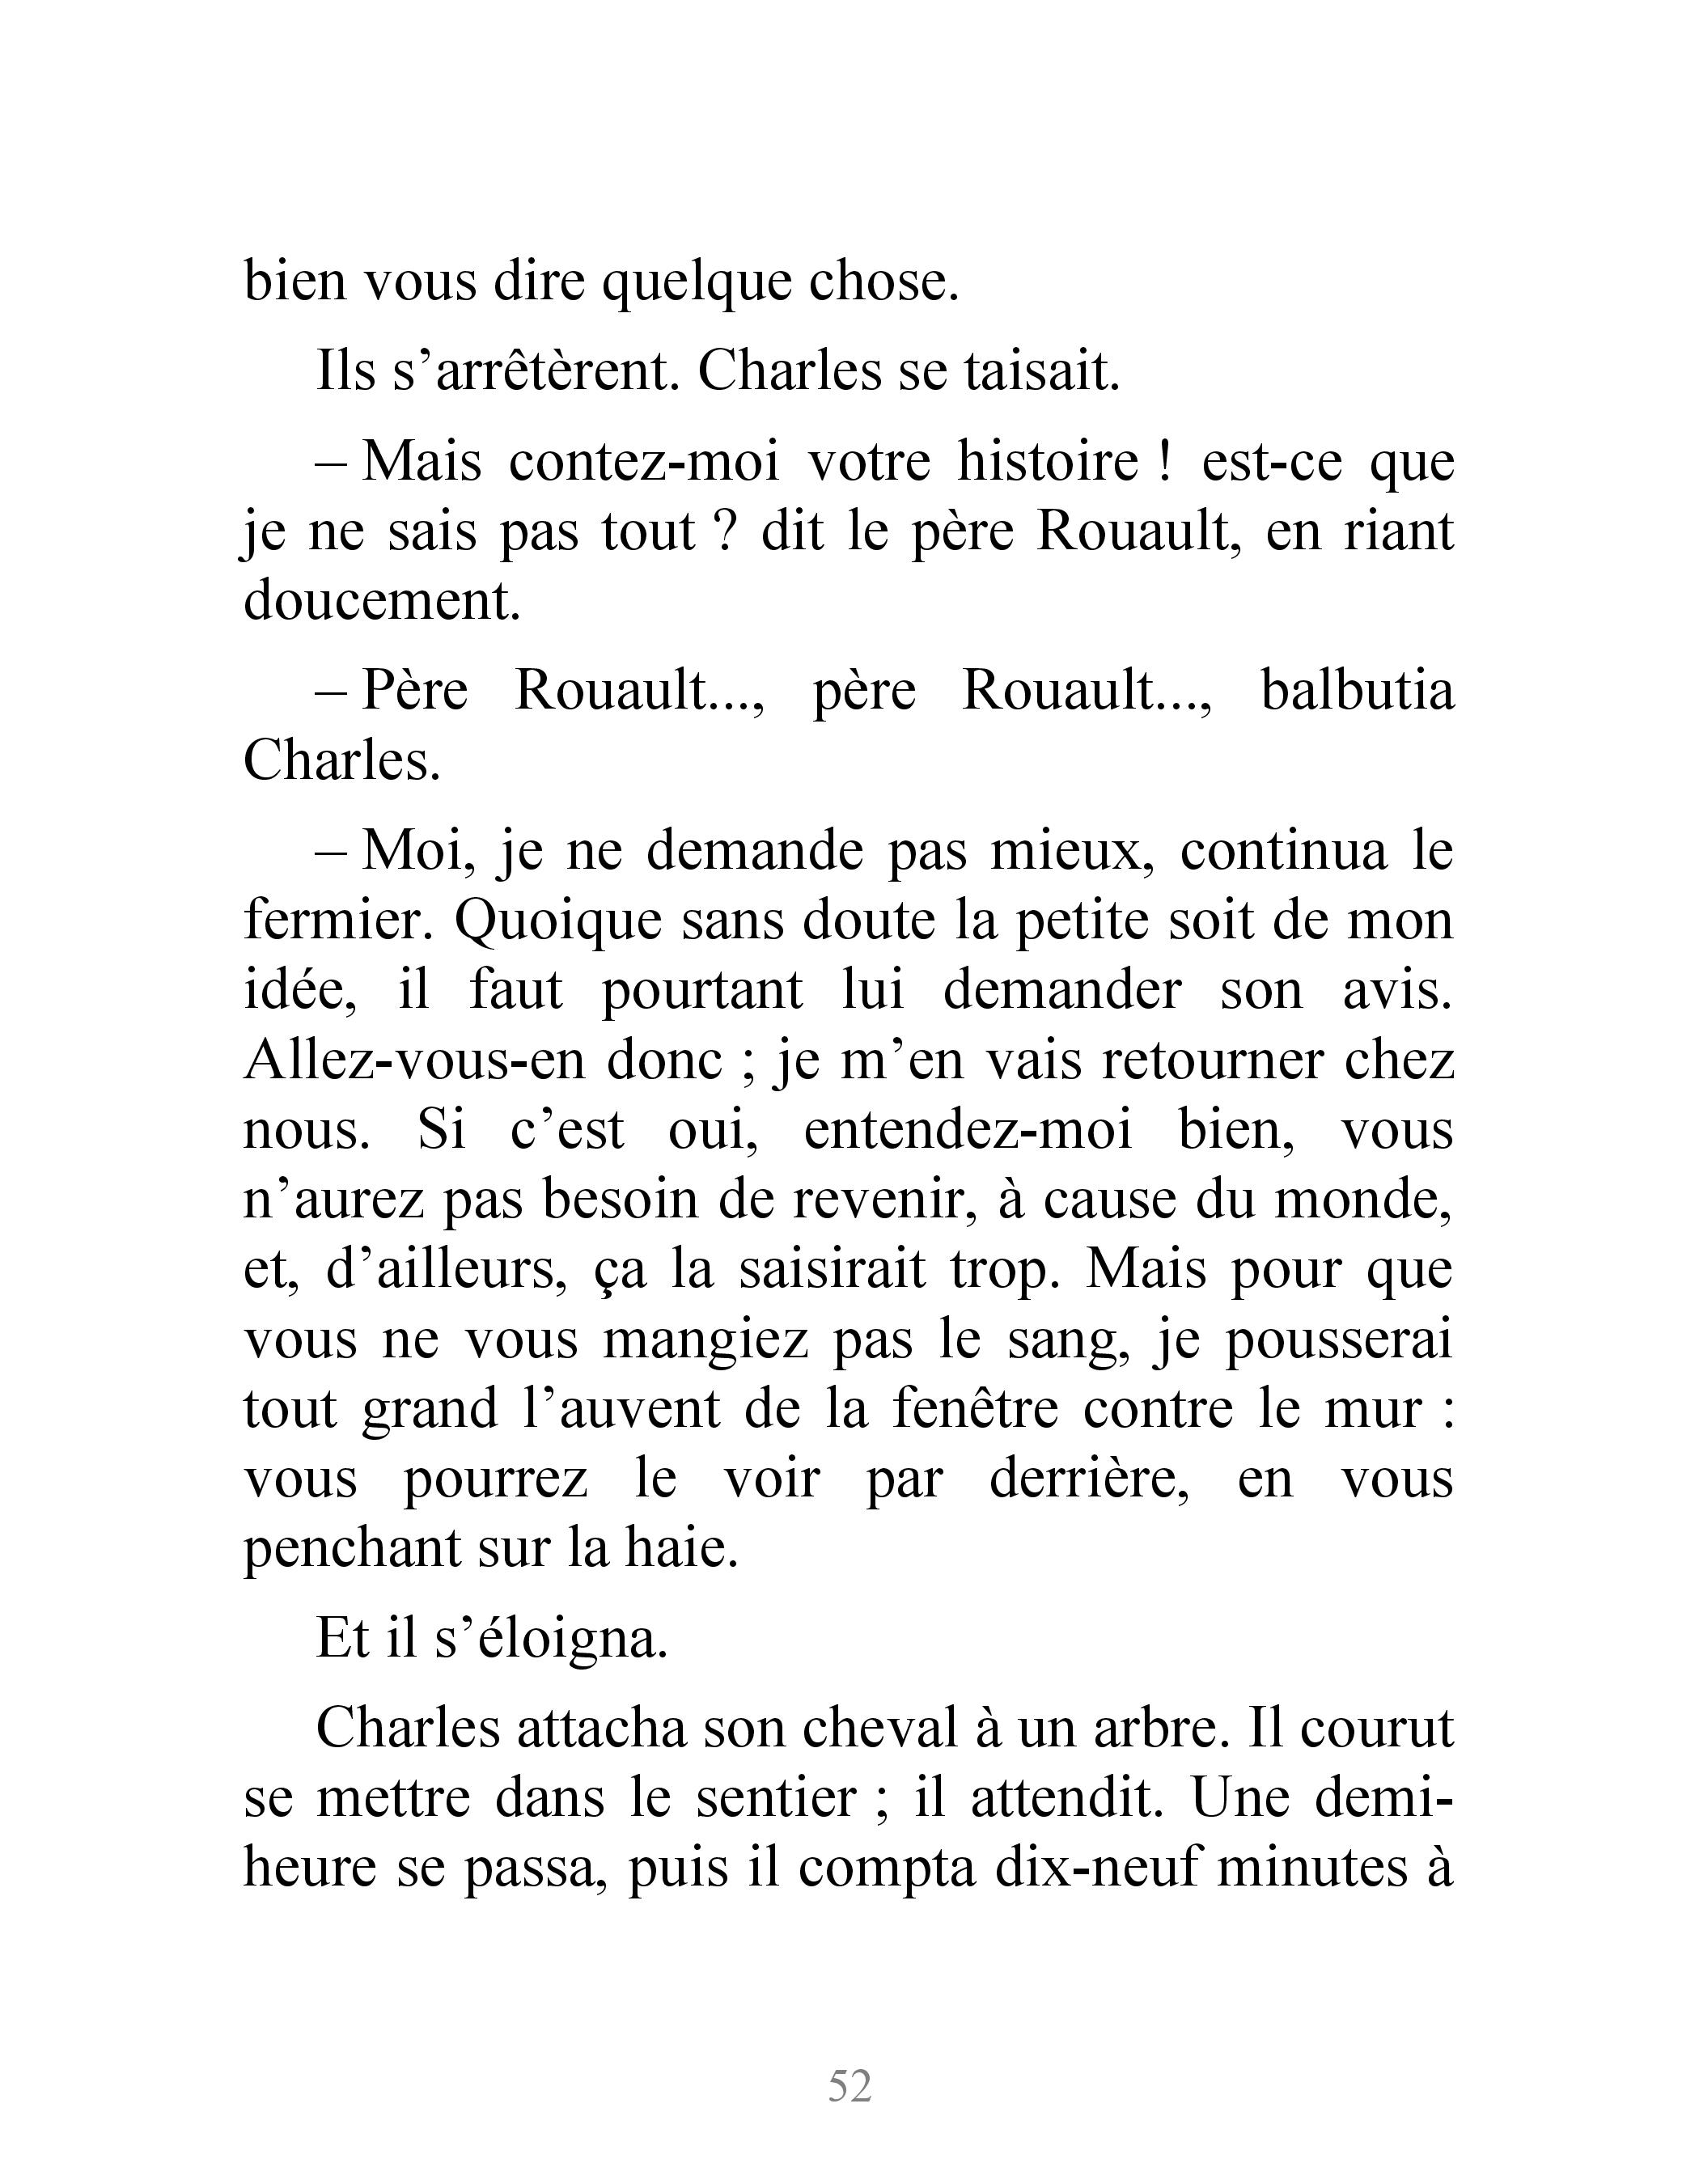 bien vous dire quelque chose.
Ils s’arrêtèrent. Charles se taisait.
– Mais contez-moi votre histoire ! est-ce que
je ne sais pas tout ? dit le père Rouault, en riant
doucement.
– Père Rouault..., père Rouault..., balbutia
Charles.
– Moi, je ne demande pas mieux, continua le
fermier. Quoique sans doute la petite soit de mon
idée, il faut pourtant lui demander son avis.
Allez-vous-en donc ; je m’en vais retourner chez
nous. Si c’est oui, entendez-moi bien, vous
n’aurez pas besoin de revenir, à cause du monde,
et, d’ailleurs, ça la saisirait trop. Mais pour que
vous ne vous mangiez pas le sang, je pousserai
tout grand l’auvent de la fenêtre contre le mur :
vous pourrez le voir par derrière, en vous
penchant sur la haie.
Et il s’éloigna.
Charles attacha son cheval à un arbre. Il courut
se mettre dans le sentier ; il attendit. Une demi-
heure se passa, puis il compta dix-neuf minutes à
52